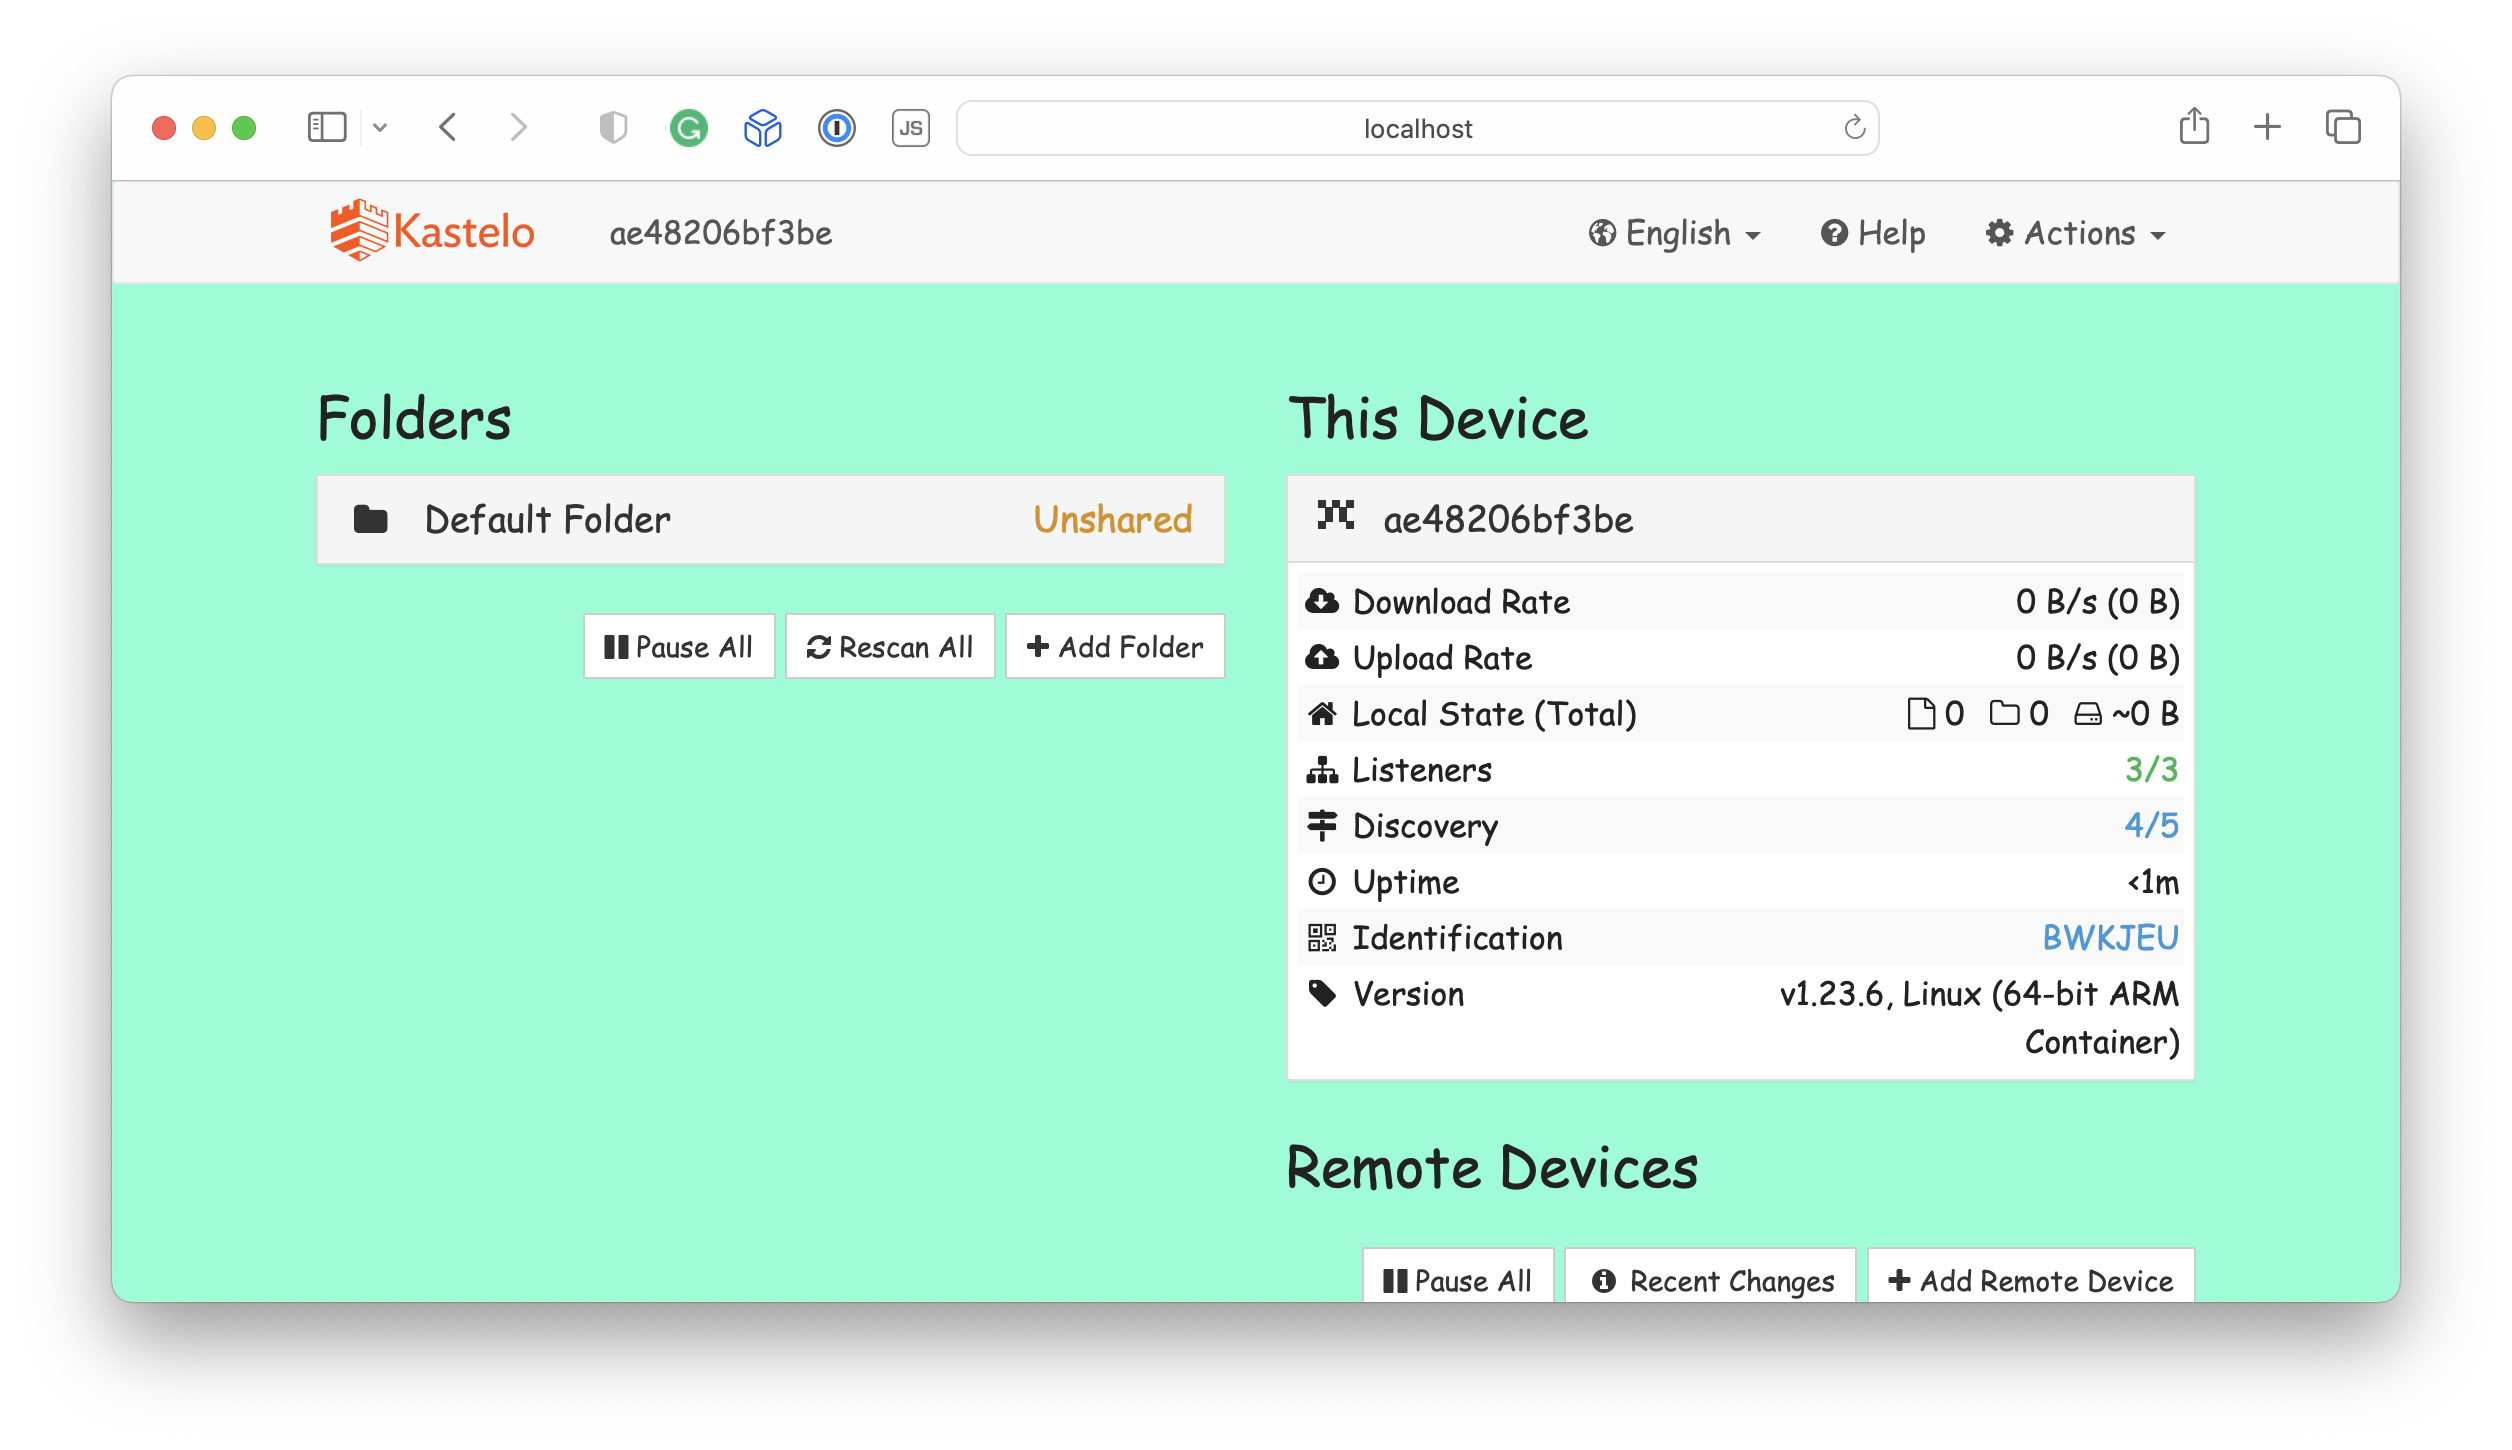 JS
localhost
Kastelo
ae48206bf3be
English
Help
Actions
Folders
Default Folder
Unshared
Pause All
Rescan All
Add Folder
This Device
ae48206bf3be
Download Rate
0 B/s (0 B)
Upload Rate
0 B/s (0 B)
Local State (Total)
0 0 ~0 B
Listeners
3/3
Discovery
4/5
Uptime
<1m
Identification
BWKJEU
Version
v1.23.6, Linux (64-bit ARM
Container)
Remote Devices
Pause All
Recent Changes
Add Remote Device